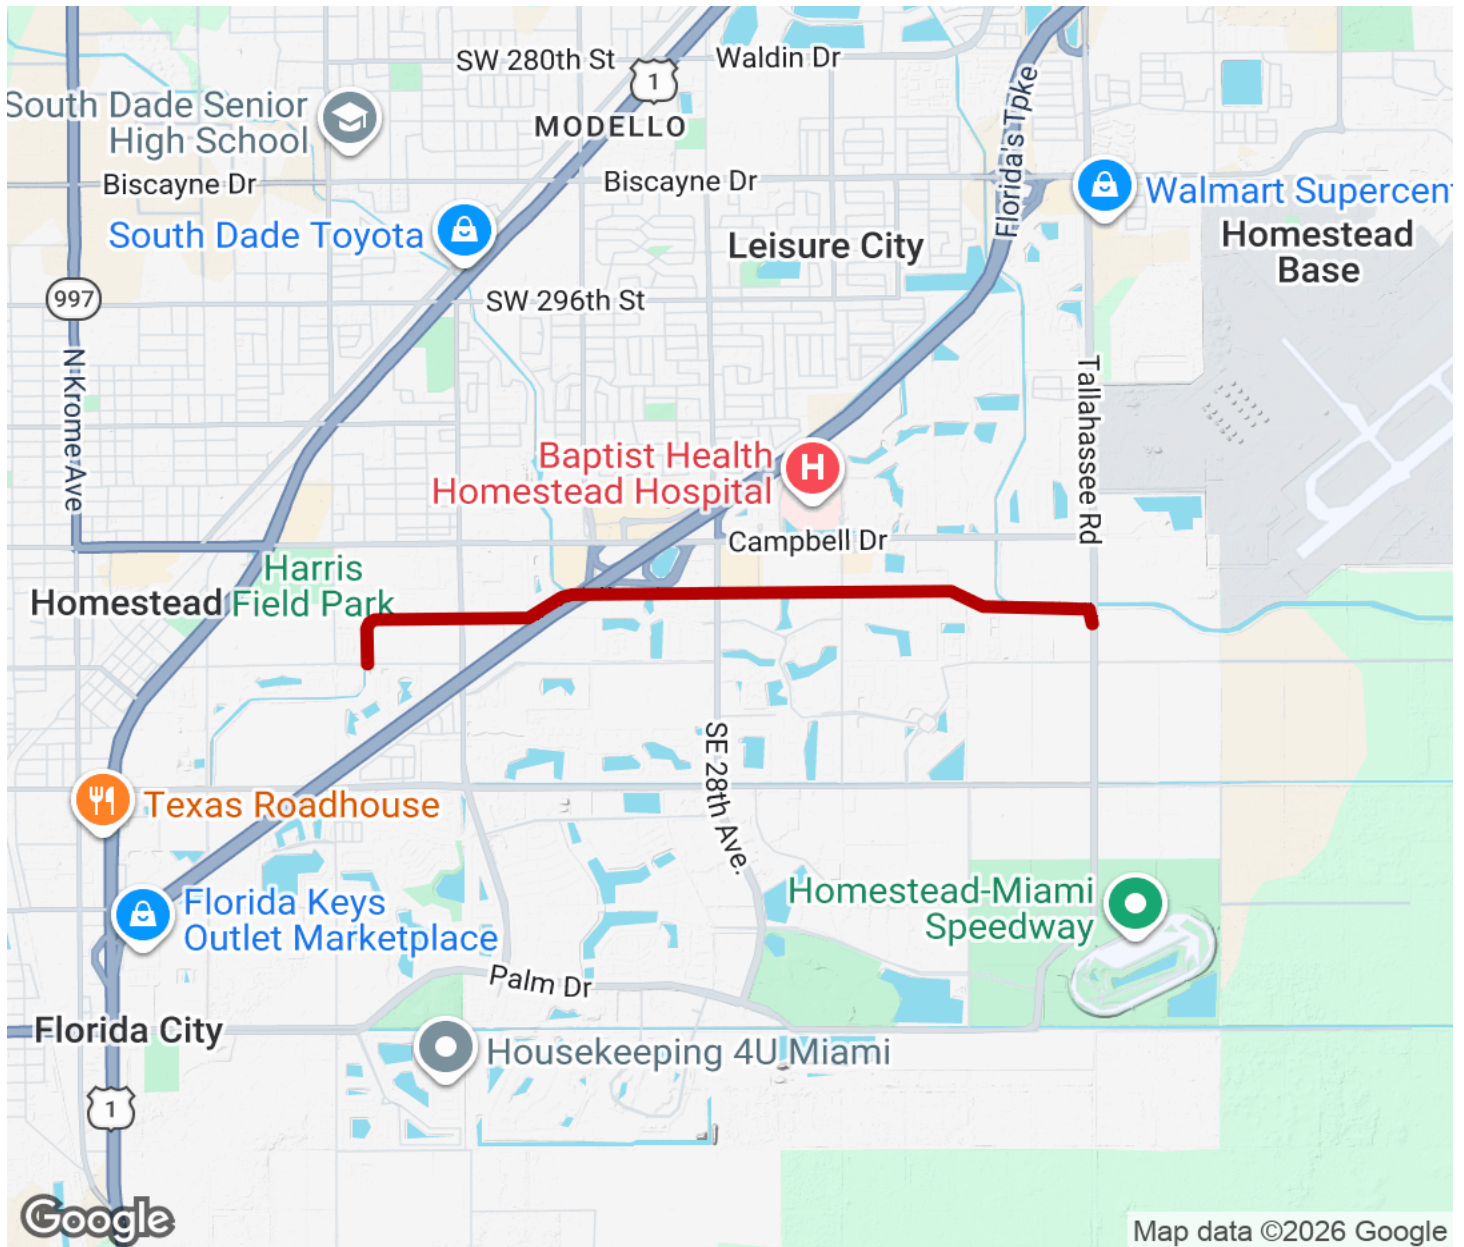 SW 280th St
1
Waldin Dr
South Dade Senior
High School
MODELLO
Florida's Tpke
Biscayne Dr
Biscayne Dr
Walmart Supercent
South Dade Toyota
Leisure City
Homestead
Base
997
SW 296th St
N Krome Ave
Tallahassee Rd
Baptist Health
Homestead Hospital
H
Campbell Dr
Harris
Field Park
Homestead
SE 28th Ave.
Texas Roadhouse
Florida Keys
Outlet Marketplace
Homestead-Miami
Speedway
Palm Dr
Florida City
Housekeeping 4U Miami
1
Google
Map data ©2026 Google